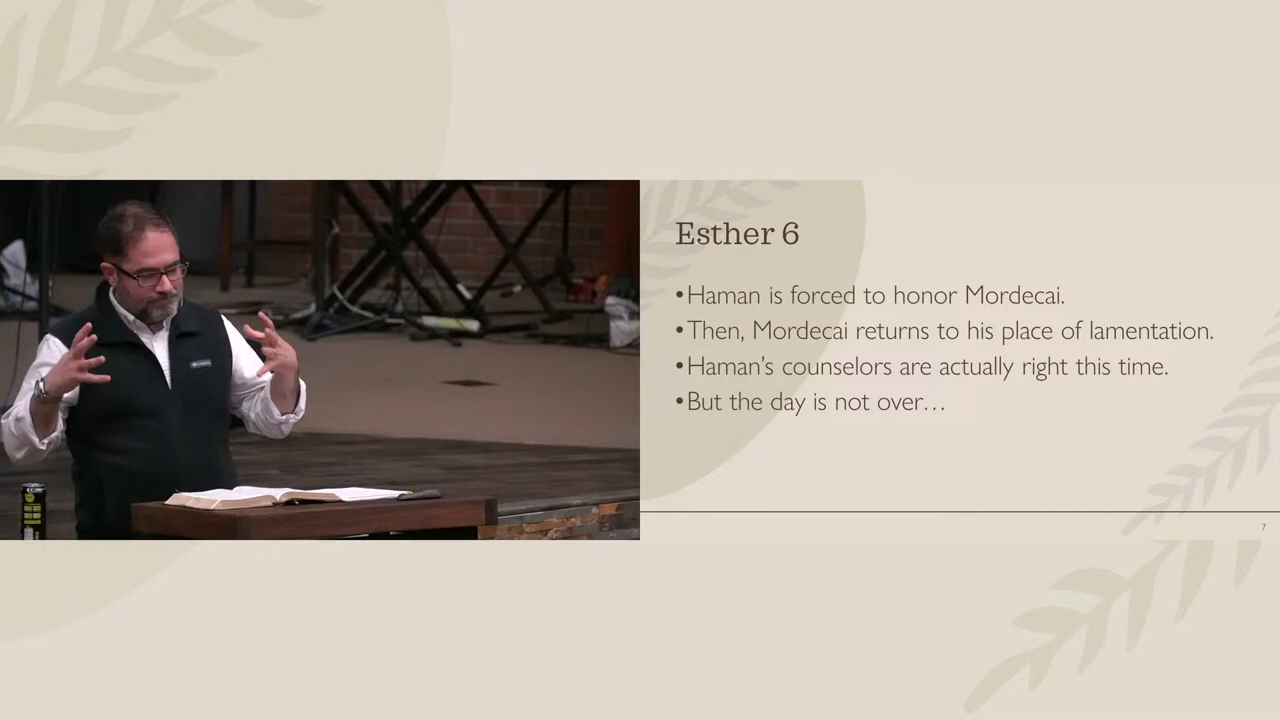 Esther 6
•Haman is forced to honor Mordecai.
•Then, Mordecai returns to his place of lamentation.
•Haman’s counselors are actually right this time.
•But the day is not over…
7